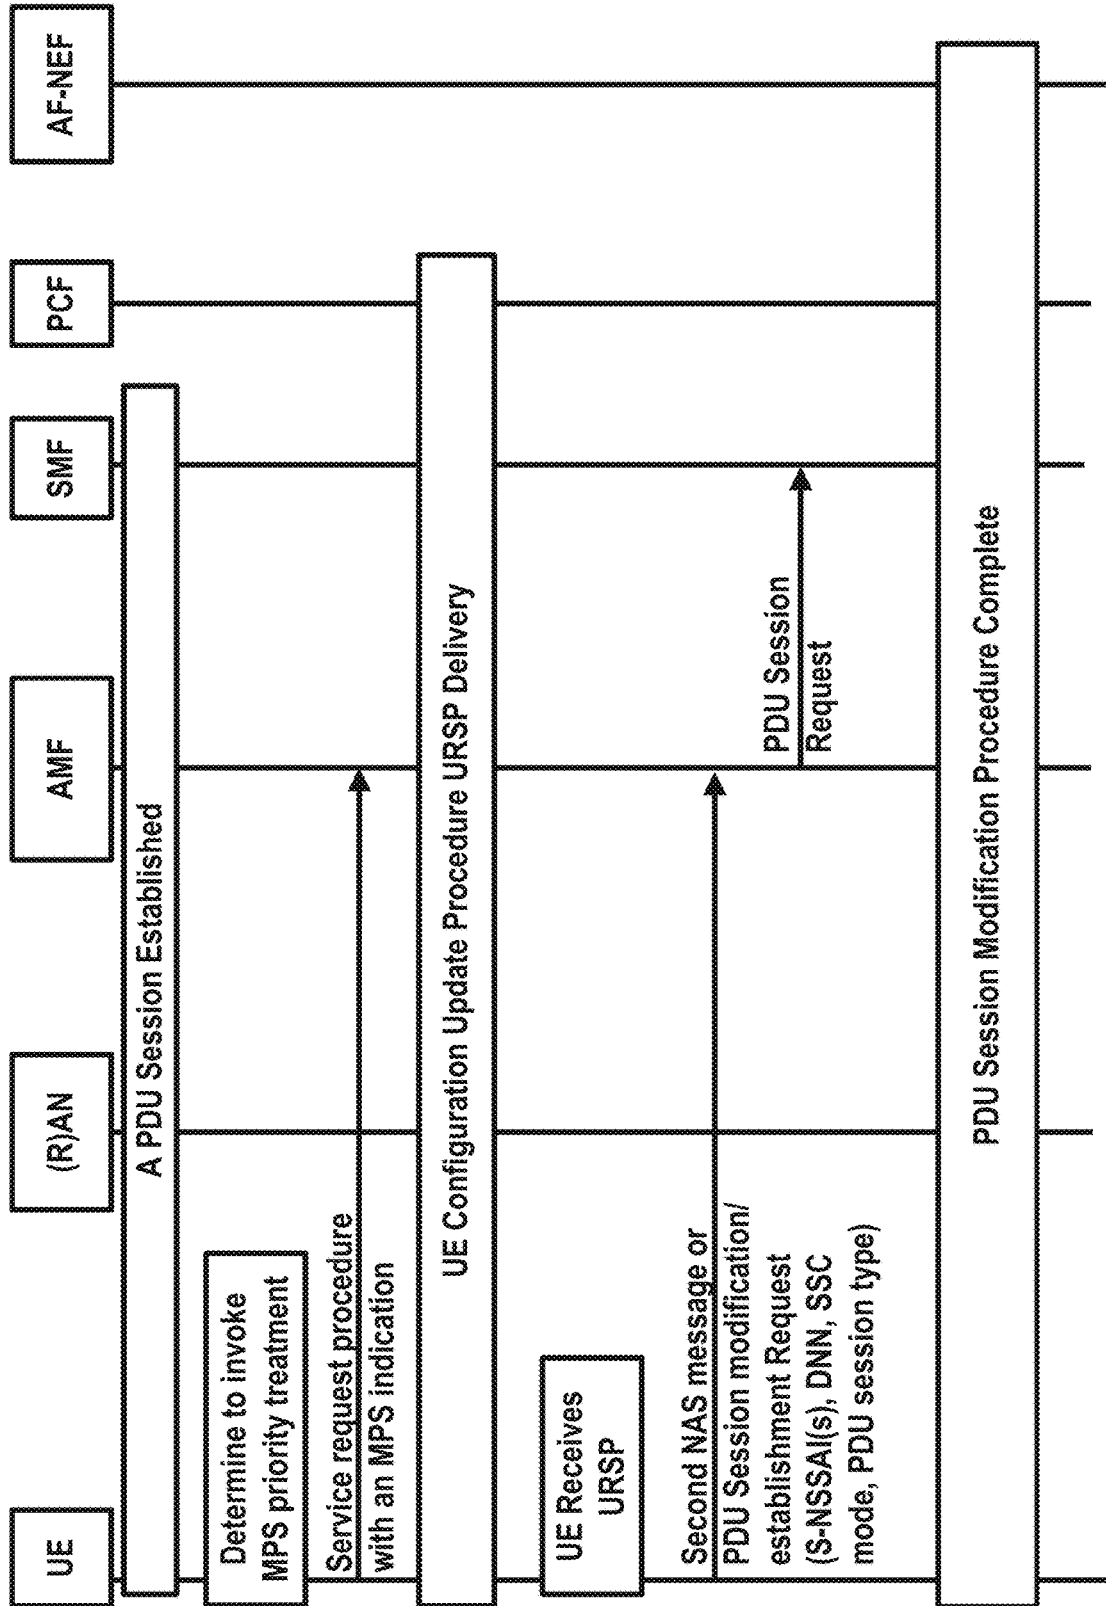 UE
(R)AN
AMF
SMF
PCF
AF-NEF
A PDU Session Established
Determine to invoke
MPS priority treatment
Service request procedure
with an MPS indication
UE Configuration Update Procedure URSP Delivery
UE Receives
URSP
Second NAS message or
PDU Session modification/
establishment Request
(S-NSSAI(s), DNN, SSC
mode, PDU session type)
PDU Session
Request
PDU Session Modification Procedure Complete